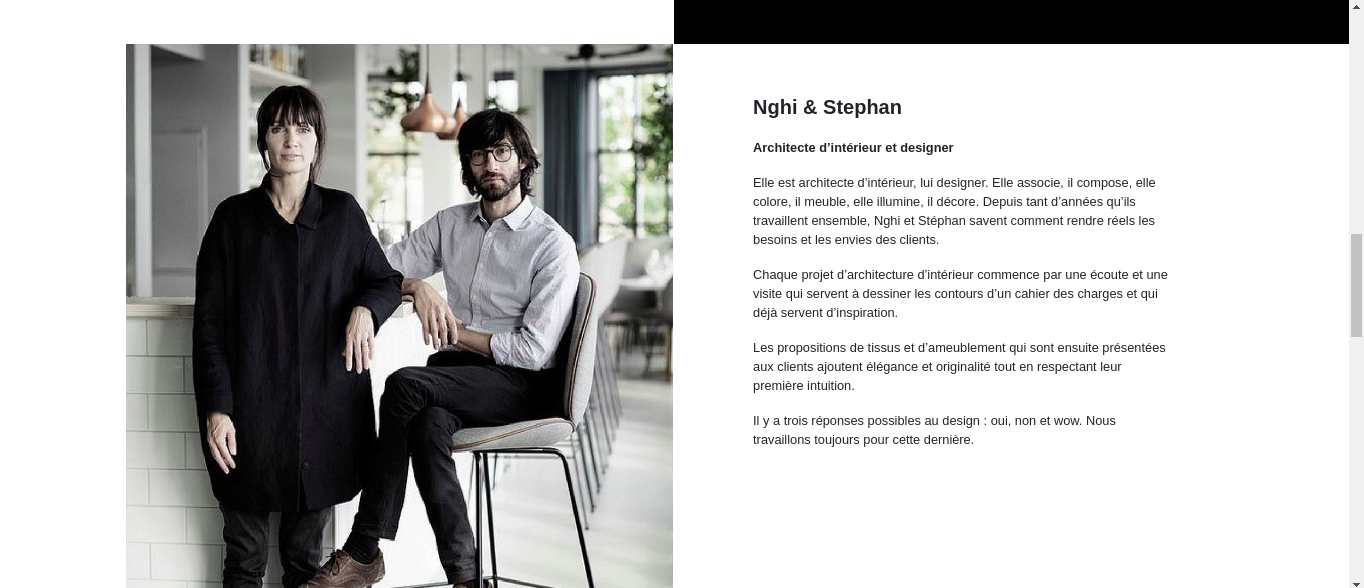 Nghi & Stephan
Architecte d’intérieur et designer
Elle est architecte d’intérieur, lui designer. Elle associe, il compose, elle
colore, il meuble, elle illumine, il décore. Depuis tant d’années qu’ils
travaillent ensemble, Nghi et Stéphan savent comment rendre réels les
besoins et les envies des clients.
Chaque projet d’architecture d’intérieur commence par une écoute et une
visite qui servent à dessiner les contours d’un cahier des charges et qui
déjà servent d’inspiration.
Les propositions de tissus et d’ameublement qui sont ensuite présentées
aux clients ajoutent élégance et originalité tout en respectant leur
première intuition.
Il y a trois réponses possibles au design : oui, non et wow. Nous
travaillons toujours pour cette dernière.